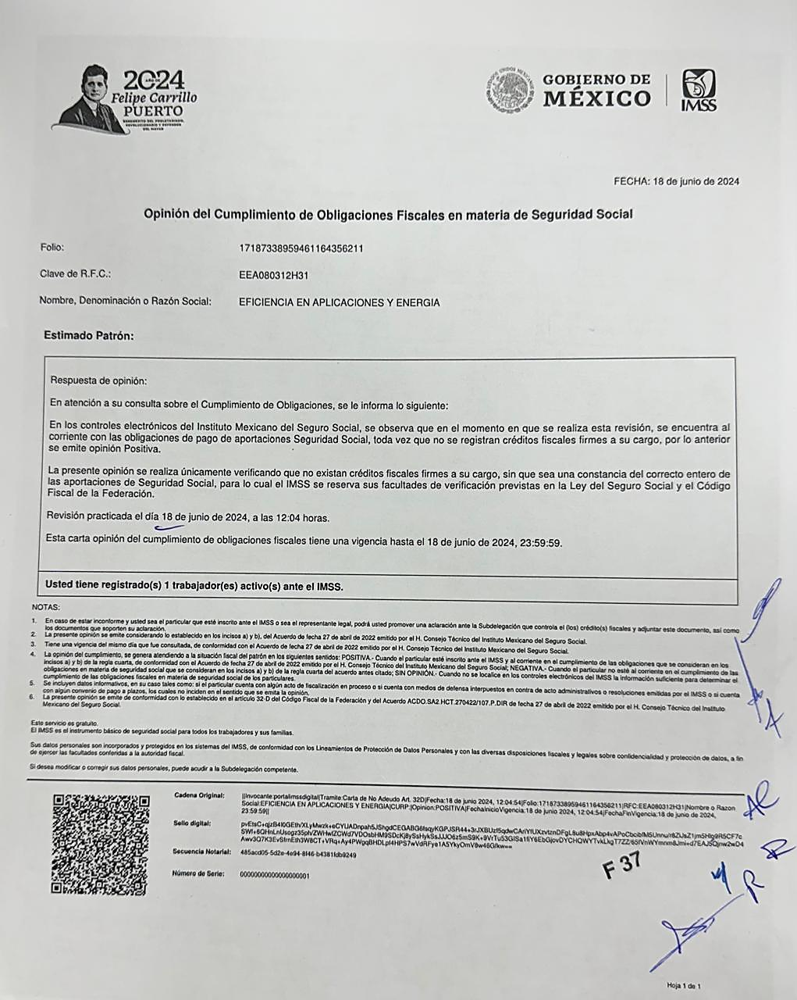 2024
AÑO DE
Felipe Carrillo
PUERTO
BENEMÉRITO DEL PROLETARIADO,
REVOLUCIONARIO Y DEFENSOR
DEL MAYAB
ESTADOS UNIDOS MEXICANOS
GOBIERNO DE
MÉXICO
IMSS
FECHA: 18 de junio de 2024
Opinión del Cumplimiento de Obligaciones Fiscales en materia de Seguridad Social
Folio: 17187338959461164356211
Clave de R.F.C.: EEA080312H31
Nombre, Denominación o Razón Social: EFICIENCIA EN APLICACIONES Y ENERGIA
Estimado Patrón:
Respuesta de opinión:
En atención a su consulta sobre el Cumplimiento de Obligaciones, se le informa lo siguiente:
En los controles electrónicos del Instituto Mexicano del Seguro Social, se observa que en el momento en que se realiza esta revisión, se encuentra al
corriente con las obligaciones de pago de aportaciones Seguridad Social, toda vez que no se registran créditos fiscales firmes a su cargo, por lo anterior
se emite opinión Positiva.
La presente opinión se realiza únicamente verificando que no existan créditos fiscales firmes a su cargo, sin que sea una constancia del correcto entero de
las aportaciones de Seguridad Social, para lo cual el IMSS se reserva sus facultades de verificación previstas en la Ley del Seguro Social y el Código
Fiscal de la Federación.
Revisión practicada el día 18 de junio de 2024, a las 12:04 horas.
Esta carta opinión del cumplimiento de obligaciones fiscales tiene una vigencia hasta el 18 de junio de 2024, 23:59:59.
Usted tiene registrado(s) 1 trabajador(es) activo(s) ante el IMSS.
NOTAS:
1. En caso de estar inconforme y usted sea el particular que esté inscrito ante el IMSS o sea el representante legal, podrá usted promover una aclaración ante la Subdelegación que controla el (los) crédito(s) fiscales y adjuntar este documento, así como
los documentos que soporten su aclaración.
2. La presente opinión se emite considerando lo establecido en los incisos a) y b), del Acuerdo de fecha 27 de abril de 2022 emitido por el H. Consejo Técnico del Instituto Mexicano del Seguro Social.
3. Tiene una vigencia del mismo día que fue consultada, de conformidad con el Acuerdo de fecha 27 de abril de 2022 emitido por el H. Consejo Técnico del Instituto Mexicano del Seguro Social.
4. La opinión del cumplimiento, se genera atendiendo a la situación fiscal del patrón en los siguientes sentidos: POSITIVA.- Cuando el particular esté inscrito ante el IMSS y al corriente en el cumplimiento de las obligaciones que se consideran en los
incisos a) y b) de la regla cuarta, de conformidad con el Acuerdo de fecha 27 de abril de 2022 emitido por el H. Consejo Técnico del Instituto Mexicano del Seguro Social; NEGATIVA.- Cuando el particular no esté al corriente en el cumplimiento de las
obligaciones en materia de seguridad social que se consideran en los incisos a) y b) de la regla cuarta del acuerdo antes citado; SIN OPINIÓN.- Cuando no se localice en los controles electrónicos del IMSS la información suficiente para determinar el
cumplimiento de las obligaciones fiscales en materia de seguridad social de los particulares.
5. Se incluyen datos informativos, en su caso tales como: si el particular cuenta con algún acto de fiscalización en proceso o si cuenta con medios de defensa interpuestos en contra de acto administrativos o resoluciones emitidas por el IMSS o si cuenta
con algún convenio de pago a plazos, los cuales no inciden en el sentido que se emita la opinión.
6. La presente opinión se emite de conformidad con lo establecido en el artículo 32-D del Código Fiscal de la Federación y del Acuerdo ACDO.SA2.HCT.270422/107.P.DIR de fecha 27 de abril de 2022 emitido por el H. Consejo Técnico del Instituto
Mexicano del Seguro Social.
Este servicio es gratuito.
El IMSS es el instrumento básico de seguridad social para todos los trabajadores y sus familias.
Sus datos personales son incorporados y protegidos en los sistemas del IMSS, de conformidad con los Lineamientos de Protección de Datos Personales y con las diversas disposiciones fiscales y legales sobre confidencialidad y protección de datos, a fin
de ejercer las facultades conferidas a la autoridad fiscal.
Si desea modificar o corregir sus datos personales, puede acudir a la Subdelegación competente.
Cadena Original: ||Invocante:portalimssdigital|Tramite:Carta de No Adeudo Art. 32D|Fecha:18 de junio 2024, 12:04:54|Folio:17187338959461164356211|RFC:EEA080312H31|Nombre o Razon
Social:EFICIENCIA EN APLICACIONES Y ENERGIA|CURP:|Opinion:POSITIVA|FechaInicioVigencia:18 de junio 2024, 12:04:54|FechaFinVigencia:18 de junio 2024,
23:59:59||
Sello digital:
Secuencia Notarial: 485acd05-5d2e-4e94-8f46-b4381fdb9249
Número de Serie: 00000000000000000001
F 37
Hoja 1 de 1